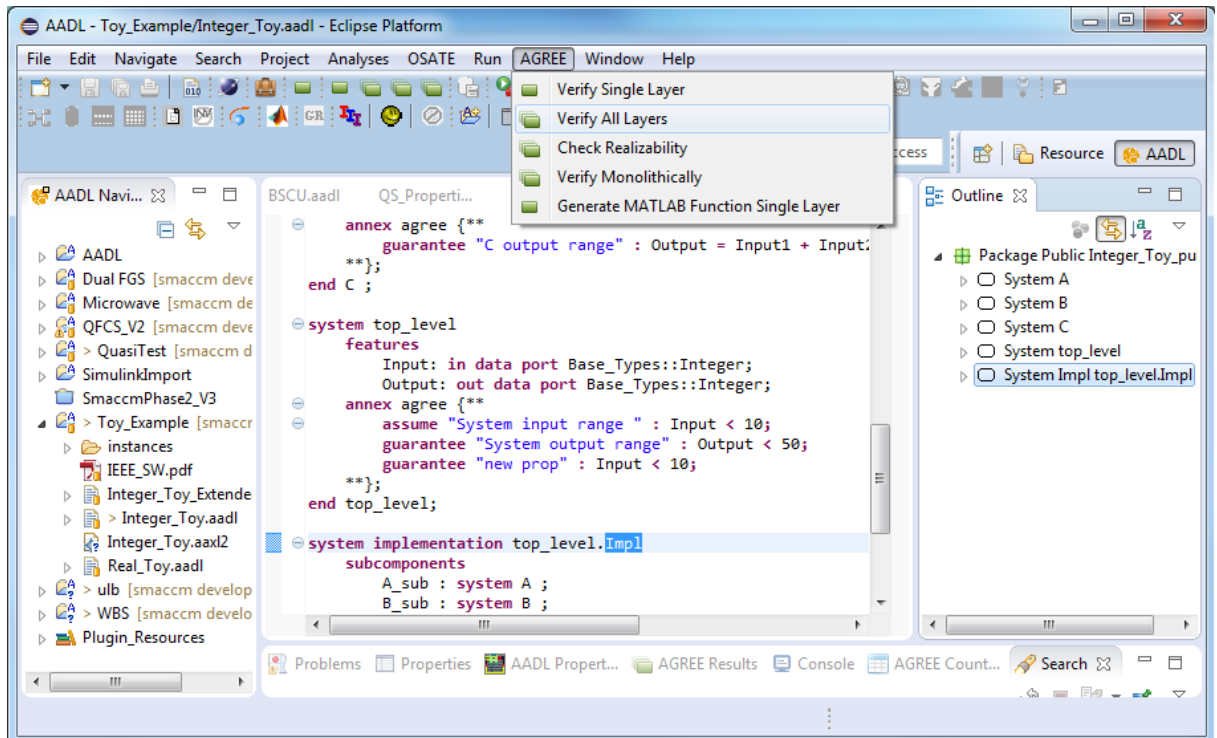 AADL - Toy_Example/Integer_Toy.aadl - Eclipse Platform
File Edit Navigate Search Project Analyses OSATE Run AGREE Window Help
Verify Single Layer
Verify All Layers
Check Realizability
Verify Monolithically
Generate MATLAB Function Single Layer
Resource AADL
AADL Navi...
AADL
Dual FGS [smaccm deve
Microwave [smaccm de
QFCS_V2 [smaccm deve
> QuasiTest [smaccm d
SimulinkImport
SmaccmPhase2_V3
> Toy_Example [smaccr
instances
IEEE_SW.pdf
Integer_Toy_Extende
> Integer_Toy.aadl
Integer_Toy.aaxl2
Real_Toy.aadl
> ulb [smaccm develop
> WBS [smaccm develo
Plugin_Resources
BSCU.aadl QS_Properti...
annex agree {**
guarantee "C output range" : Output = Input1 + Input2
**};
end C ;
system top_level
features
Input: in data port Base_Types::Integer;
Output: out data port Base_Types::Integer;
annex agree {**
assume "System input range " : Input < 10;
guarantee "System output range" : Output < 50;
guarantee "new prop" : Input < 10;
**};
end top_level;
system implementation top_level.Impl
subcomponents
A_sub : system A ;
B_sub : system B ;
Outline
Package Public Integer_Toy_pu
System A
System B
System C
System top_level
System Impl top_level.Impl
Problems Properties AADL Propert... AGREE Results Console AGREE Count... Search